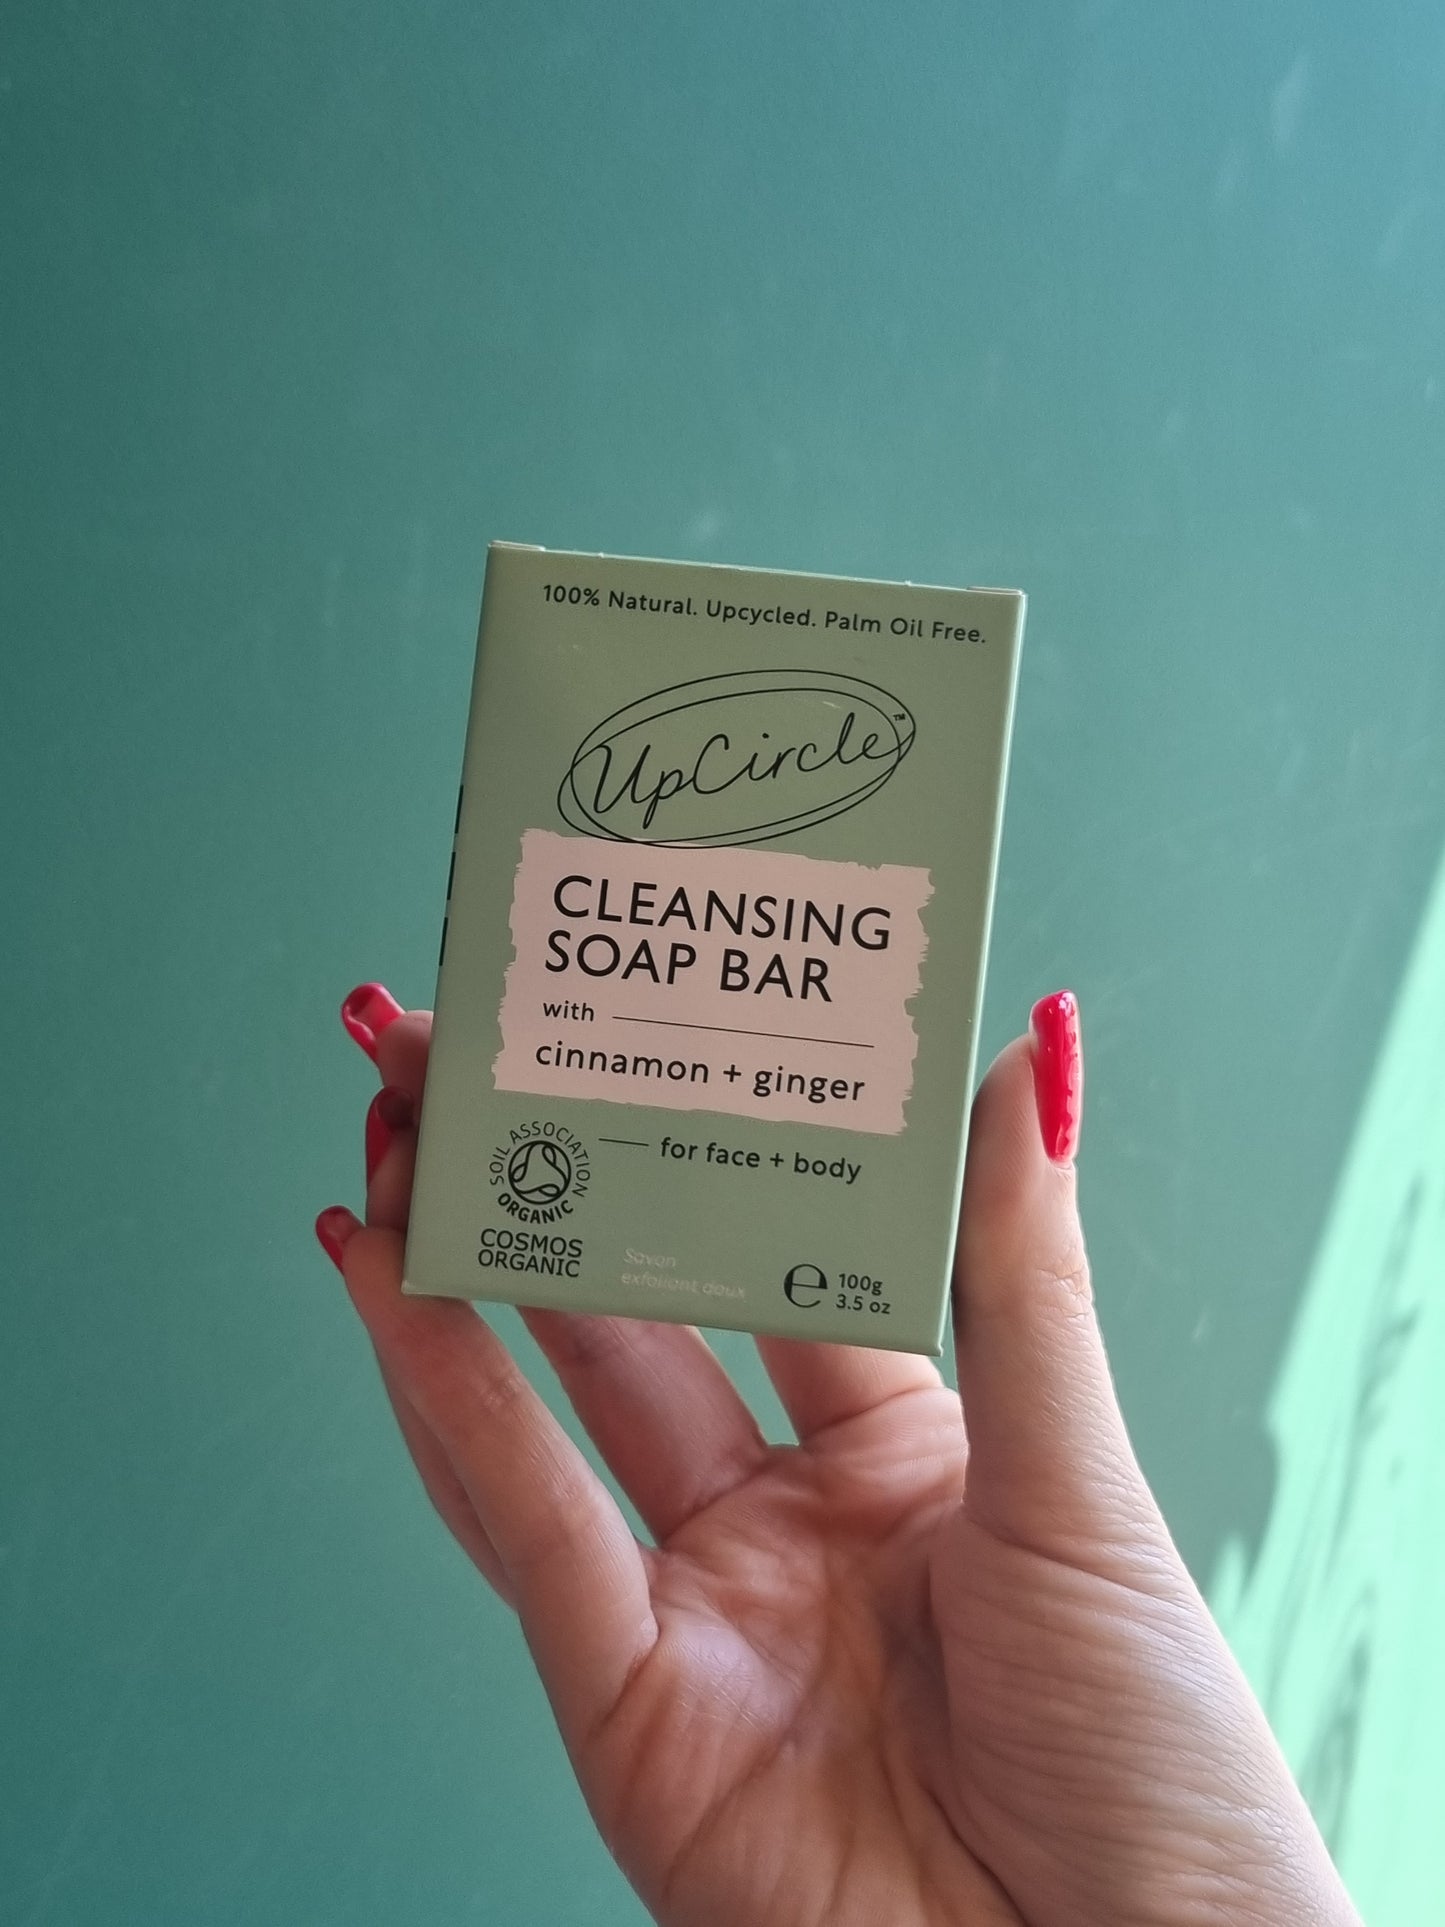 100% Natural. Upcycled. Palm Oil Free.
UpCircle™
CLEANSING
SOAP BAR
with
cinnamon + ginger
for face + body
SOIL ASSOCIATION
ORGANIC
COSMOS
ORGANIC
Savon
exfoliant doux
e 100g
3.5 oz